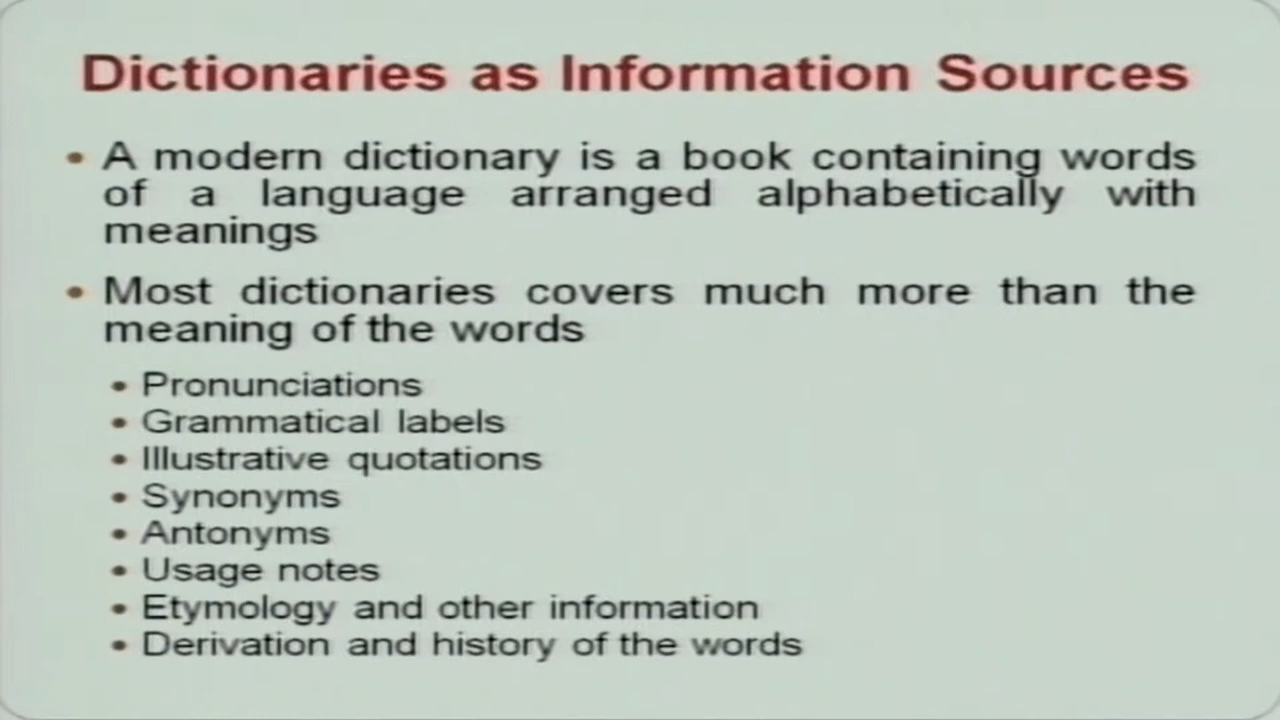 Dictionaries as Information Sources
• A modern dictionary is a book containing words
of a language arranged alphabetically with
meanings
• Most dictionaries covers much more than the
meaning of the words
• Pronunciations
• Grammatical labels
• Illustrative quotations
• Synonyms
• Antonyms
• Usage notes
• Etymology and other information
• Derivation and history of the words